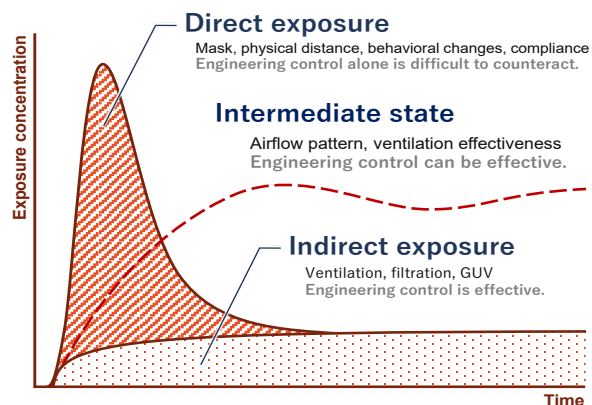 Direct exposure
Mask, physical distance, behavioral changes, compliance
Engineering control alone is difficult to counteract.
Exposure concentration
Intermediate state
Airflow pattern, ventilation effectiveness
Engineering control can be effective.
Indirect exposure
Ventilation, filtration, GUV
Engineering control is effective.
Time